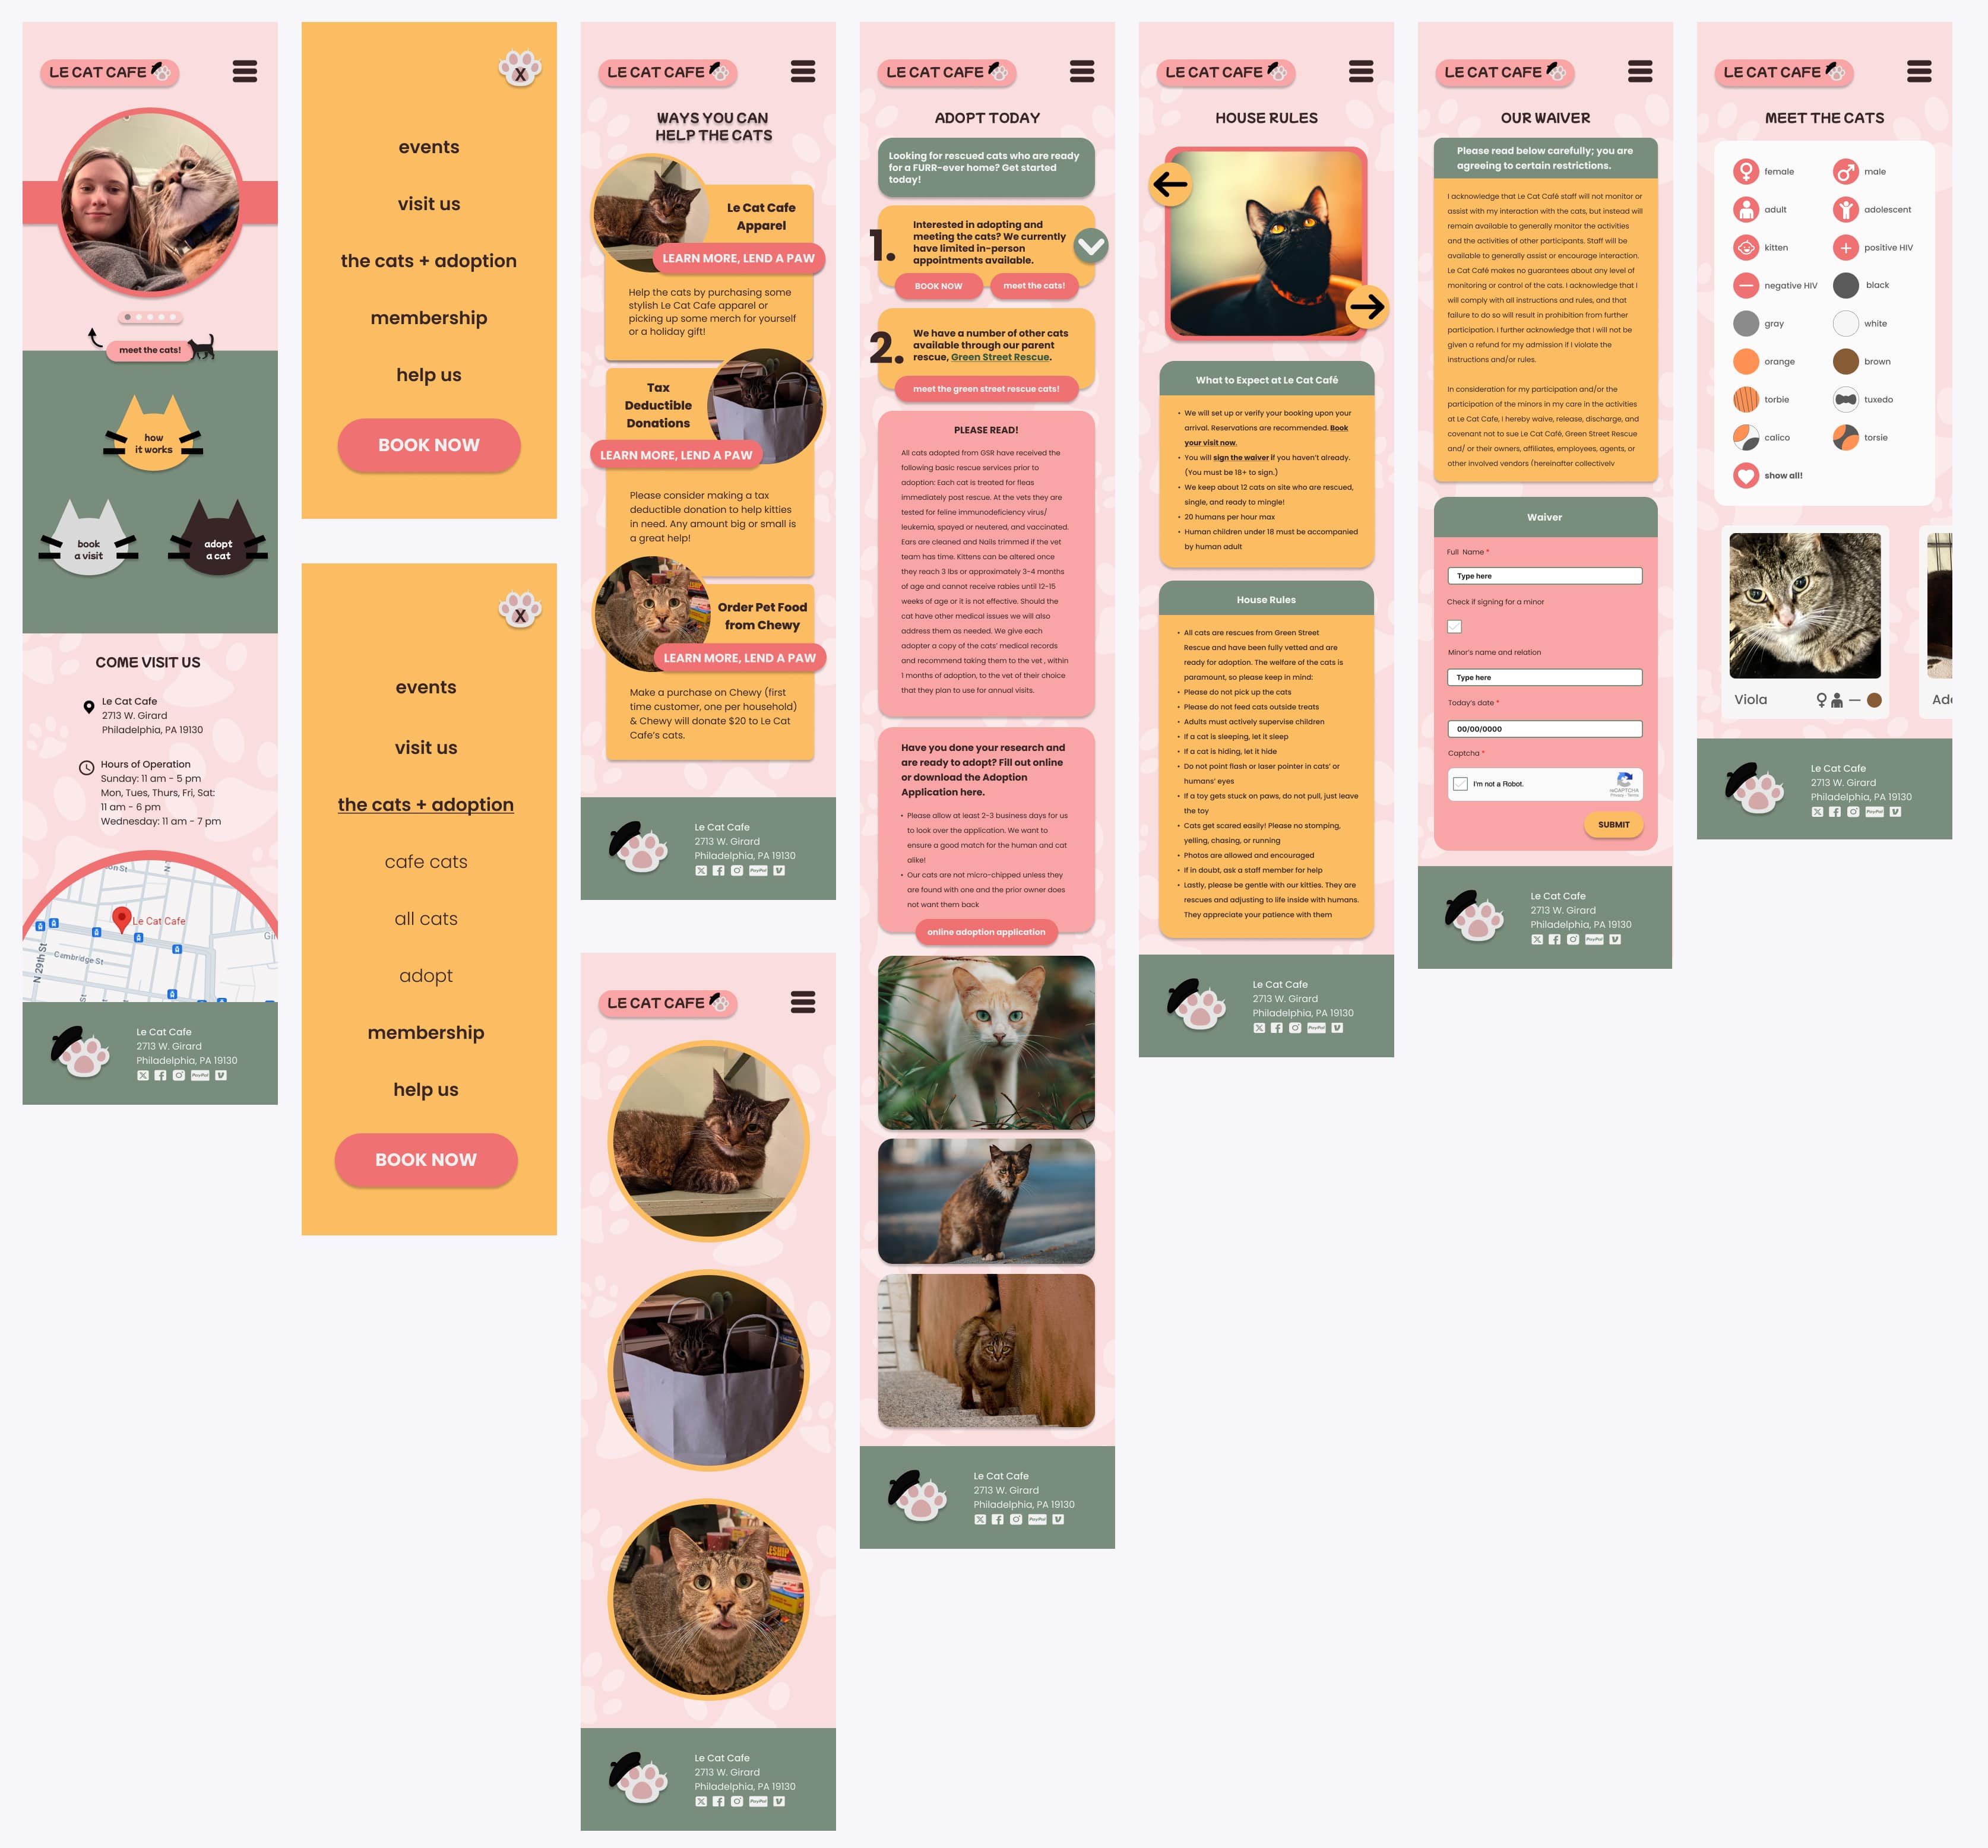 LE CAT CAFE
meet the cats!
how
it works
book
a visit
adopt
a cat
COME VISIT US
Le Cat Cafe
2713 W. Girard
Philadelphia, PA 19130
Hours of Operation
Sunday: 11 am - 5 pm
Mon, Tues, Thurs, Fri, Sat:
11 am - 6 pm
Wednesday: 11 am - 7 pm
Le Cat Cafe
N 29th St
Cambridge St
Le Cat Cafe
2713 W. Girard
Philadelphia, PA 19130
PayPal
X
events
visit us
the cats + adoption
membership
help us
BOOK NOW
X
events
visit us
the cats + adoption
cafe cats
all cats
adopt
membership
help us
BOOK NOW
LE CAT CAFE
WAYS YOU CAN
HELP THE CATS
Le Cat Cafe
Apparel
LEARN MORE, LEND A PAW
Help the cats by purchasing some
stylish Le Cat Cafe apparel or
picking up some merch for yourself
or a holiday gift!
Tax
Deductible
Donations
LEARN MORE, LEND A PAW
Please consider making a tax
deductible donation to help kitties
in need. Any amount big or small is
a great help!
Order Pet Food
from Chewy
LEARN MORE, LEND A PAW
Make a purchase on Chewy (first
time customer, one per household)
& Chewy will donate $20 to Le Cat
Cafe's cats.
Le Cat Cafe
2713 W. Girard
Philadelphia, PA 19130
PayPal
LE CAT CAFE
Le Cat Cafe
2713 W. Girard
Philadelphia, PA 19130
PayPal
LE CAT CAFE
ADOPT TODAY
Looking for rescued cats who are ready
for a FURR-ever home? Get started
today!
1.
Interested in adopting and
meeting the cats? We currently
have limited in-person
appointments available.
BOOK NOW
meet the cats!
2.
We have a number of other cats
available through our parent
rescue, Green Street Rescue.
meet the green street rescue cats!
PLEASE READ!
All cats adopted from GSR have received the
following basic rescue services prior to
adoption: Each cat is treated for fleas
immediately post rescue. At the vets they are
tested for feline immunodeficiency virus/
leukemia, spayed or neutered, and vaccinated.
Ears are cleaned and Nails trimmed if the vet
team has time. Kittens can be altered once
they reach 3 lbs or approximately 3-4 months
of age and cannot receive rabies until 12-15
weeks of age or it is not effective. Should the
cat have other medical issues we will also
address them as needed. We give each
adopter a copy of the cats' medical records
and recommend taking them to the vet , within
1 months of adoption, to the vet of their choice
that they plan to use for annual visits.
Have you done your research and
are ready to adopt? Fill out online
or download the Adoption
Application here.
• Please allow at least 2-3 business days for us
to look over the application. We want to
ensure a good match for the human and cat
alike!
• Our cats are not micro-chipped unless they
are found with one and the prior owner does
not want them back
online adoption application
Le Cat Cafe
2713 W. Girard
Philadelphia, PA 19130
PayPal
LE CAT CAFE
HOUSE RULES
What to Expect at Le Cat Café
• We will set up or verify your booking upon your
arrival. Reservations are recommended. Book
your visit now.
• You will sign the waiver if you haven't already.
(You must be 18+ to sign.)
• We keep about 12 cats on site who are rescued,
single, and ready to mingle!
• 20 humans per hour max
• Human children under 18 must be accompanied
by human adult
House Rules
• All cats are rescues from Green Street
Rescue and have been fully vetted and are
ready for adoption. The welfare of the cats is
paramount, so please keep in mind:
• Please do not pick up the cats
• Please do not feed cats outside treats
• Adults must actively supervise children
• If a cat is sleeping, let it sleep
• If a cat is hiding, let it hide
• Do not point flash or laser pointer in cats' or
humans' eyes
• If a toy gets stuck on paws, do not pull, just leave
the toy
• Cats get scared easily! Please no stomping,
yelling, chasing, or running
• Photos are allowed and encouraged
• If in doubt, ask a staff member for help
• Lastly, please be gentle with our kitties. They are
rescues and adjusting to life inside with humans.
They appreciate your patience with them
Le Cat Cafe
2713 W. Girard
Philadelphia, PA 19130
PayPal
LE CAT CAFE
OUR WAIVER
Please read below carefully; you are
agreeing to certain restrictions.
I acknowledge that Le Cat Café staff will not monitor or
assist with my interaction with the cats, but instead will
remain available to generally monitor the activities
and the activities of other participants. Staff will be
available to generally assist or encourage interaction.
Le Cat Café makes no guarantees about any level of
monitoring or control of the cats. I acknowledge that I
will comply with all instructions and rules, and that
failure to do so will result in prohibition from further
participation. I further acknowledge that I will not be
given a refund for my admission if I violate the
instructions and/or rules.
In consideration for my participation and/or the
participation of the minors in my care in the activities
at Le Cat Cafe, I hereby waive, release, discharge, and
covenant not to sue Le Cat Café, Green Street Rescue
and/ or their owners, affiliates, employees, agents, or
other involved vendors (hereinafter collectively
Waiver
Full Name *
Type here
Check if signing for a minor
Minor's name and relation
Type here
Today's date *
00/00/0000
Captcha *
I'm not a Robot.
reCAPTCHA
Privacy - Terms
SUBMIT
Le Cat Cafe
2713 W. Girard
Philadelphia, PA 19130
PayPal
LE CAT CAFE
MEET THE CATS
female
male
adult
adolescent
kitten
positive HIV
negative HIV
black
gray
white
orange
brown
torbie
tuxedo
calico
torsie
show all!
Viola
Ade
Le Cat Cafe
2713 W. Girard
Philadelphia, PA 19130
PayPal